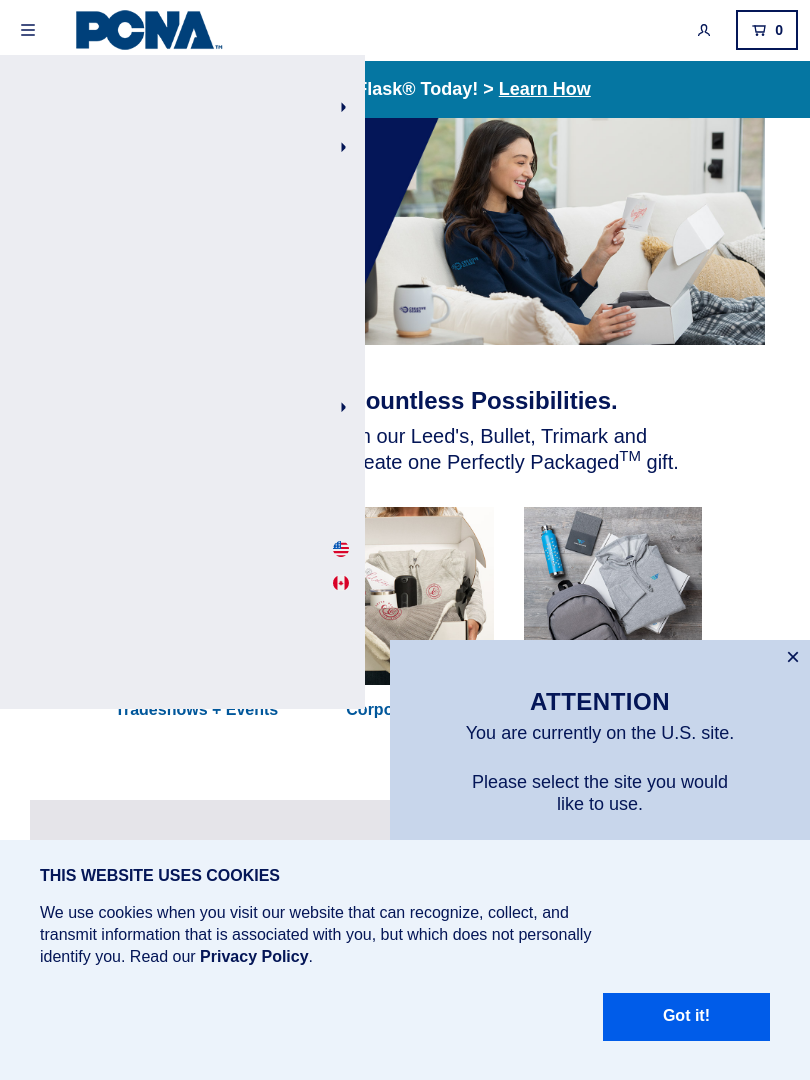 PCNA™
0
Flask® Today! > Learn How
ountless Possibilities.
n our Leed's, Bullet, Trimark and
eate one Perfectly Packaged™ gift.
Tradeshows + Events
Corpo
ATTENTION
You are currently on the U.S. site.
Please select the site you would
like to use.
THIS WEBSITE USES COOKIES
We use cookies when you visit our website that can recognize, collect, and
transmit information that is associated with you, but which does not personally
identify you. Read our Privacy Policy.
Got it!